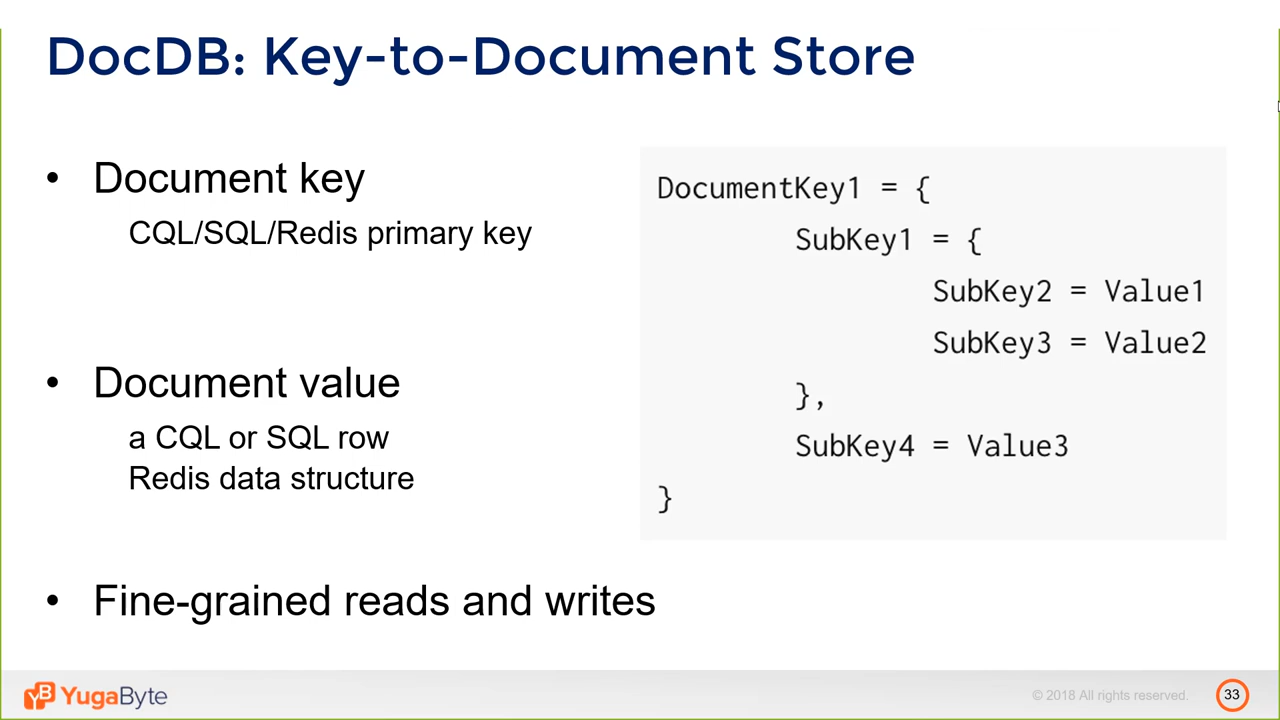 DocDB: Key-to-Document Store
• Document key
CQL/SQL/Redis primary key
• Document value
a CQL or SQL row
Redis data structure
• Fine-grained reads and writes
DocumentKey1 = {
SubKey1 = {
SubKey2 = Value1
SubKey3 = Value2
},
SubKey4 = Value3
}
YB YugaByte
© 2018 All rights reserved.
33